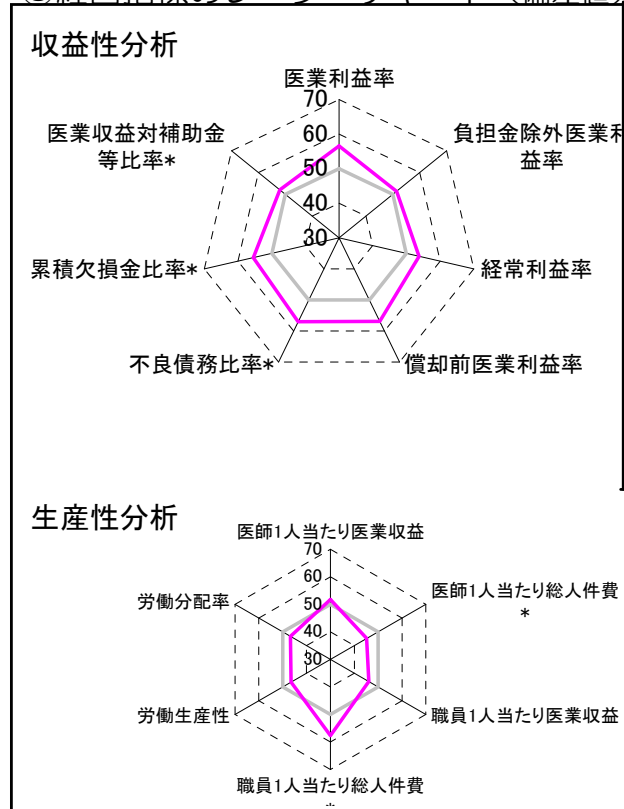 収益性分析
医業利益率
70
60
50
40
30
医業収益対補助金
等比率*
負担金除外医業利
益率
累積欠損金比率*
経常利益率
不良債務比率*
償却前医業利益率
生産性分析
医師1人当たり医業収益
70
60
50
40
30
労働分配率
医師1人当たり総人件費
*
労働生産性
職員1人当たり医業収益
職員1人当たり総人件費